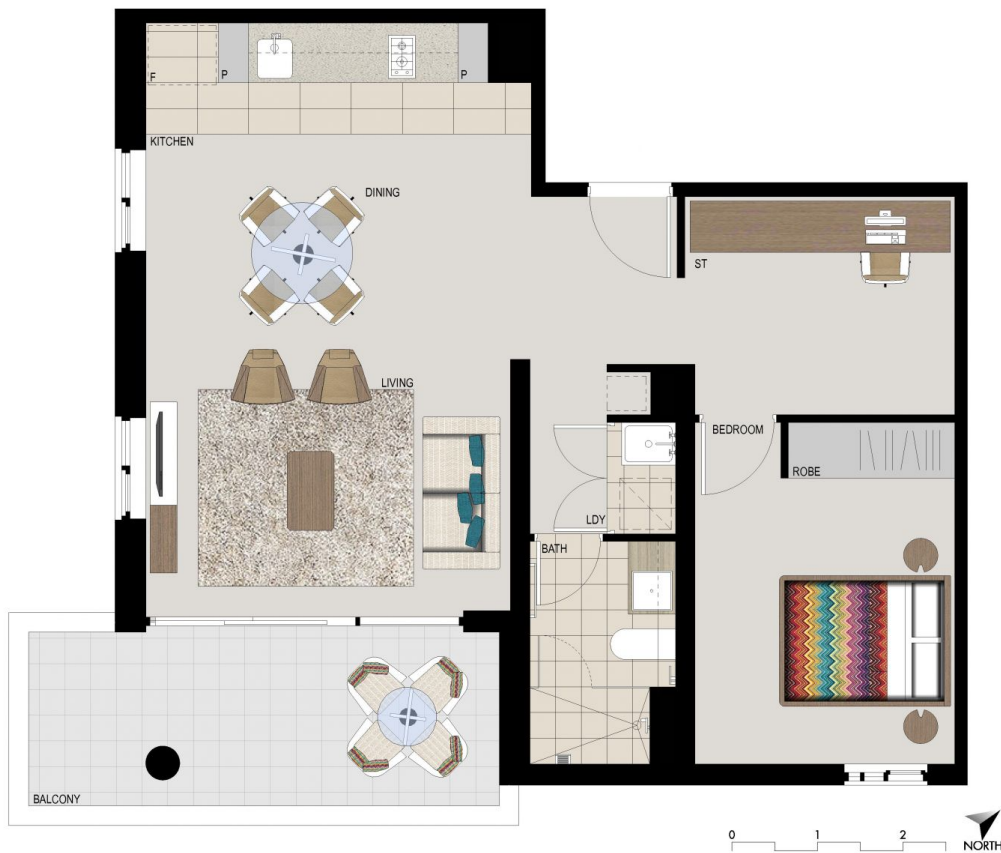 F
P
P
KITCHEN
DINING
ST
LIVING
BEDROOM
ROBE
LDY
BATH
BALCONY
0 1 2
NORTH